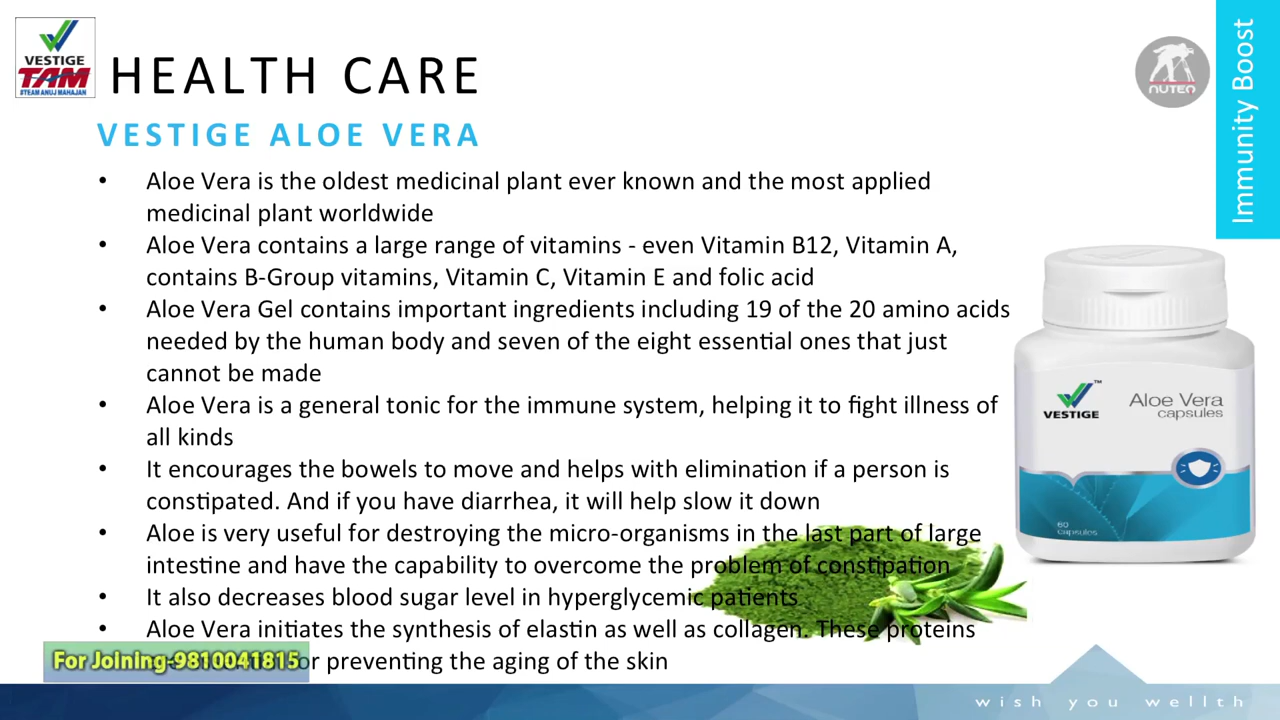 VESTIGE
TAM
STEAM ANUJ MAHAJAN
HEALTH CARE
NUTEQ
Immunity Boost
VESTIGE ALOE VERA
• Aloe Vera is the oldest medicinal plant ever known and the most applied
medicinal plant worldwide
• Aloe Vera contains a large range of vitamins - even Vitamin B12, Vitamin A,
contains B-Group vitamins, Vitamin C, Vitamin E and folic acid
• Aloe Vera Gel contains important ingredients including 19 of the 20 amino acids
needed by the human body and seven of the eight essential ones that just
cannot be made
• Aloe Vera is a general tonic for the immune system, helping it to fight illness of
all kinds
• It encourages the bowels to move and helps with elimination if a person is
constipated. And if you have diarrhea, it will help slow it down
• Aloe is very useful for destroying the micro-organisms in the last part of large
intestine and have the capability to overcome the problem of constipation
• It also decreases blood sugar level in hyperglycemic patients
• Aloe Vera initiates the synthesis of elastin as well as collagen. These proteins
or preventing the aging of the skin
For Joining-9810041815
VESTIGE™
Aloe Vera
capsules
60
capsules
wish you wellth